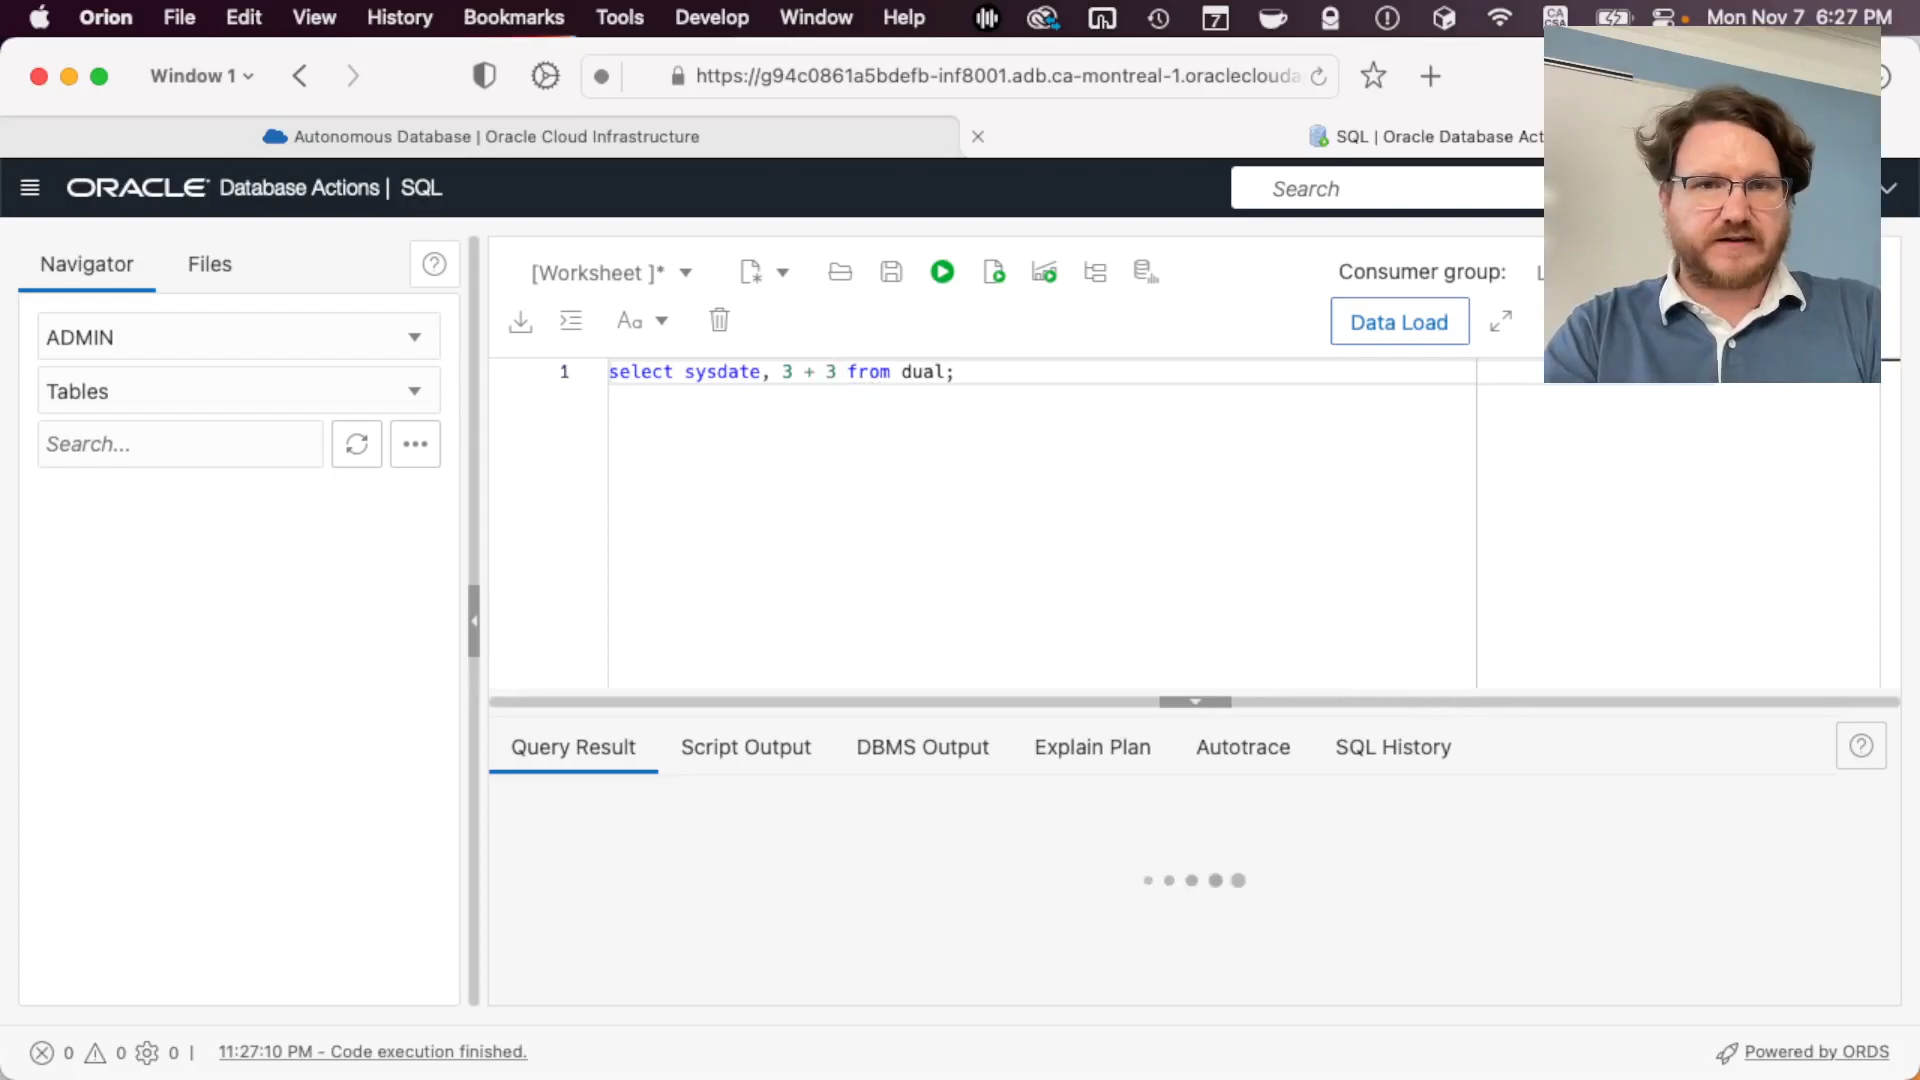 Orion File Edit View History Bookmarks Tools Develop Window Help 7 CA CSA Mon Nov 7 6:27 PM
Window 1 https://g94c0861a5bdefb-inf8001.adb.ca-montreal-1.oracleclouda
Autonomous Database | Oracle Cloud Infrastructure SQL | Oracle Database Act
ORACLE Database Actions | SQL Search
Navigator Files
[Worksheet ]* Consumer group: L
Aa Data Load
ADMIN
Tables
Search...
1 select sysdate, 3 + 3 from dual;
Query Result Script Output DBMS Output Explain Plan Autotrace SQL History
0 0 0 | 11:27:10 PM - Code execution finished. Powered by ORDS